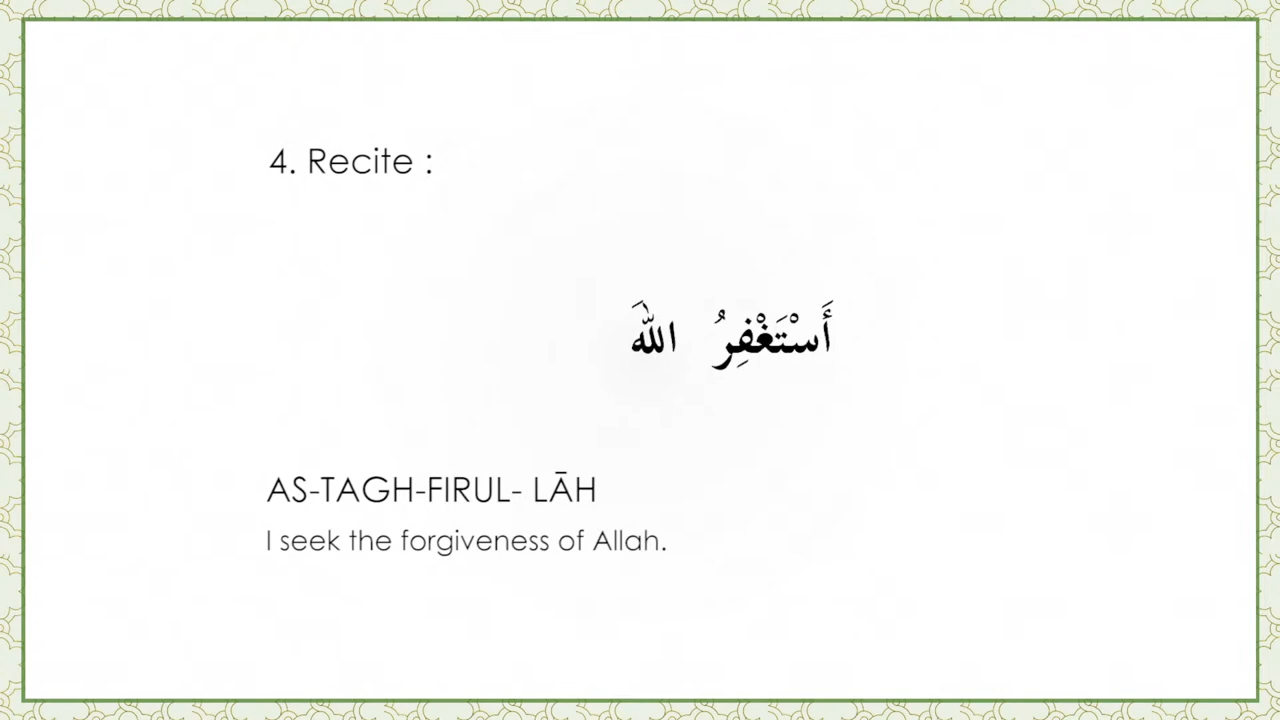 4. Recite :
أَسْتَغْفِرُ اللّٰهَ
AS-TAGH-FIRUL- LĀH
I seek the forgiveness of Allah.